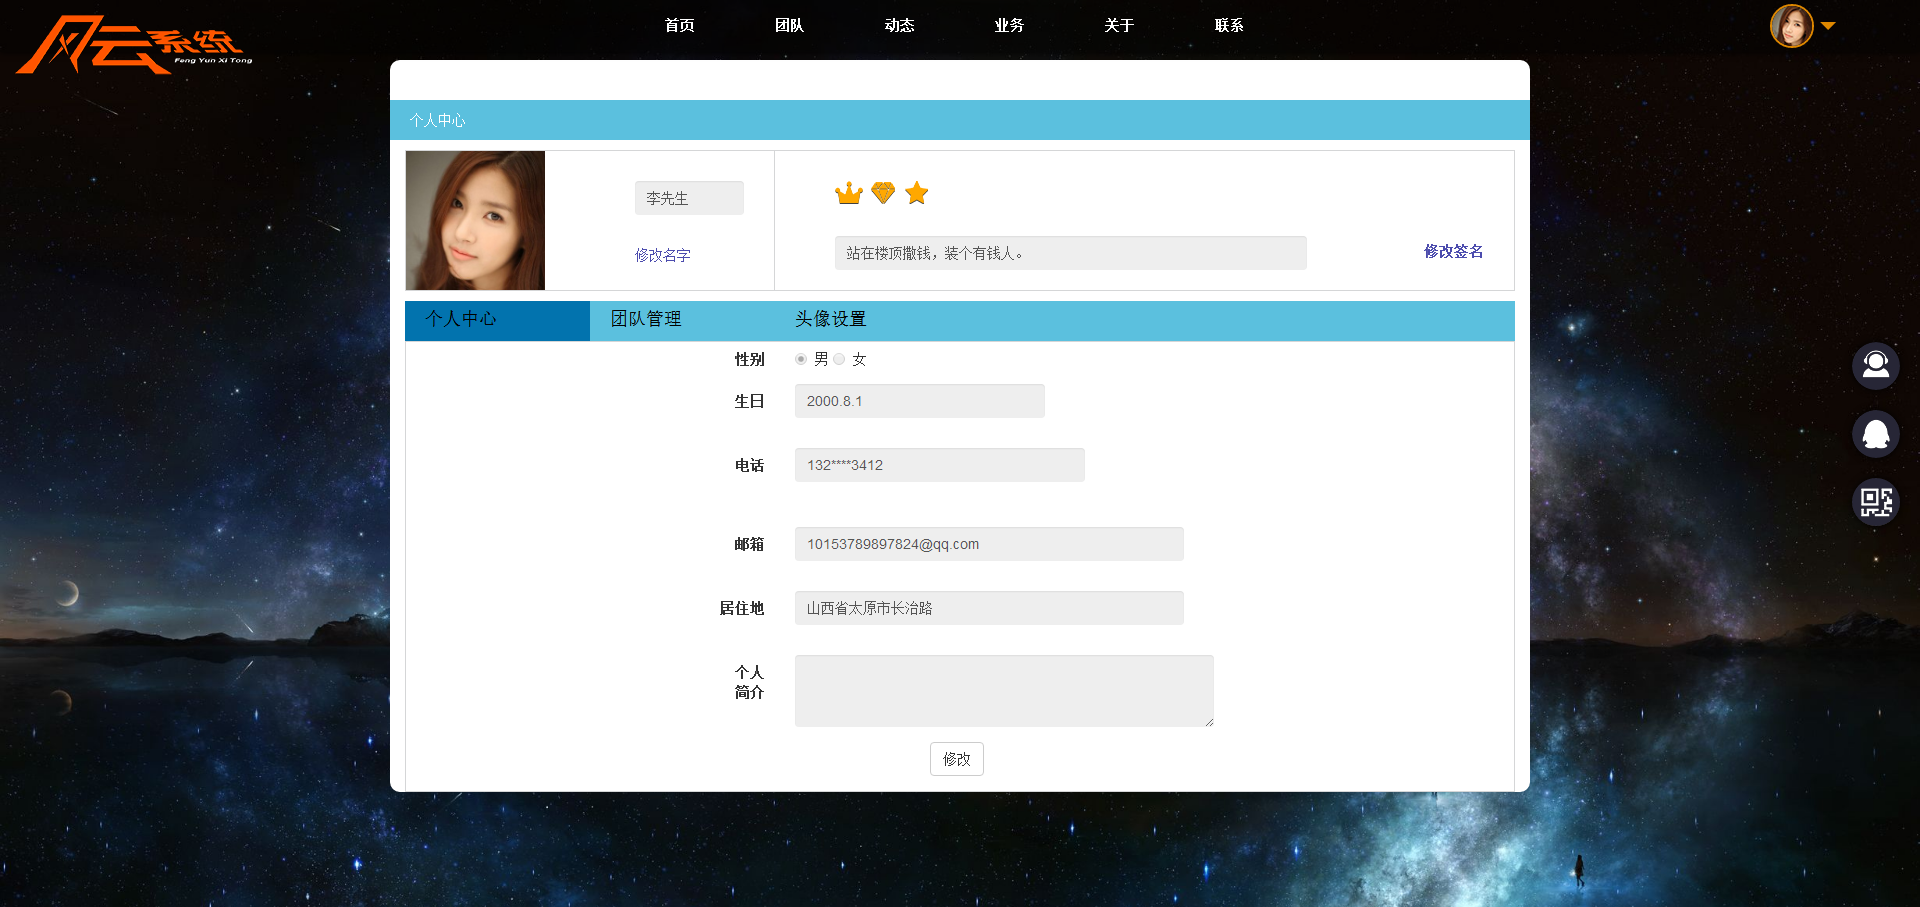 风云系统
Feng Yun Xi Tong
首页 团队 动态 业务 关于 联系
个人中心
李先生
修改名字
站在楼顶撒钱，装个有钱人。
修改签名
个人中心 团队管理 头像设置
性别 男 女
生日 2000.8.1
电话 132****3412
邮箱 10153789897824@qq.com
居住地 山西省太原市长治路
个人
简介
修改